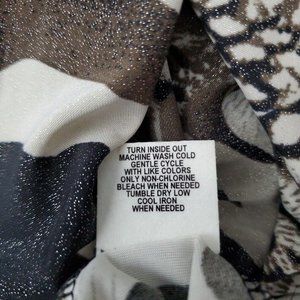 TURN INSIDE OUT
MACHINE WASH COLD
GENTLE CYCLE
WITH LIKE COLORS
ONLY NON-CHLORINE
BLEACH WHEN NEEDED
TUMBLE DRY LOW
COOL IRON
WHEN NEEDED